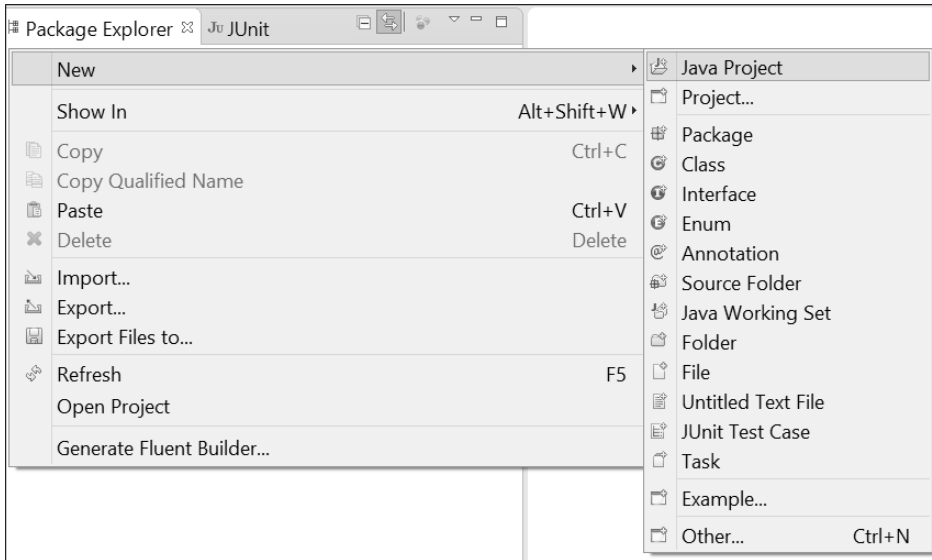 Package Explorer JU JUnit
New
Show In Alt+Shift+W
Copy Ctrl+C
Copy Qualified Name
Paste Ctrl+V
Delete Delete
Import...
Export...
Export Files to...
Refresh F5
Open Project
Generate Fluent Builder...
Java Project
Project...
Package
Class
Interface
Enum
Annotation
Source Folder
Java Working Set
Folder
File
Untitled Text File
JUnit Test Case
Task
Example...
Other... Ctrl+N